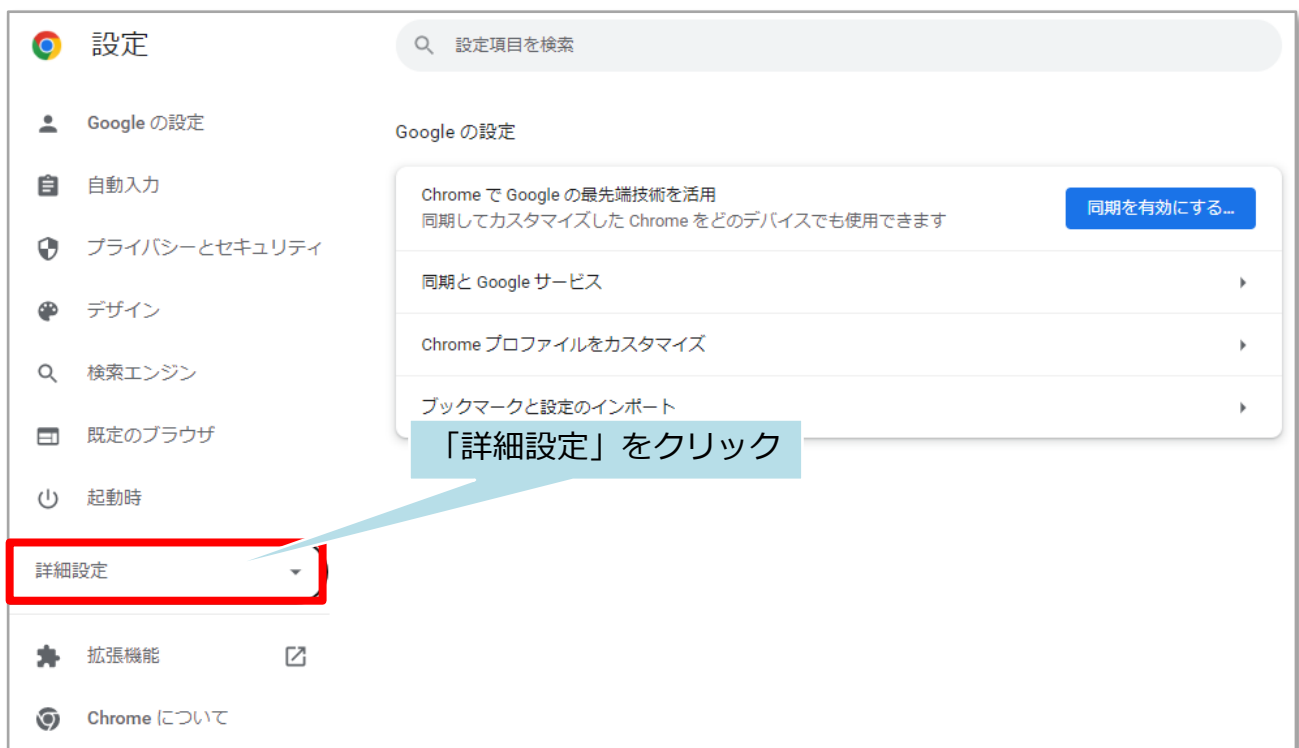 設定
設定項目を検索
Google の設定
自動入力
プライバシーとセキュリティ
デザイン
検索エンジン
既定のブラウザ
起動時
詳細設定
拡張機能
Chrome について
Google の設定
Chrome で Google の最先端技術を活用
同期してカスタマイズした Chrome をどのデバイスでも使用できます
同期を有効にする...
同期と Google サービス
Chrome プロファイルをカスタマイズ
ブックマークと設定のインポート
「詳細設定」をクリック